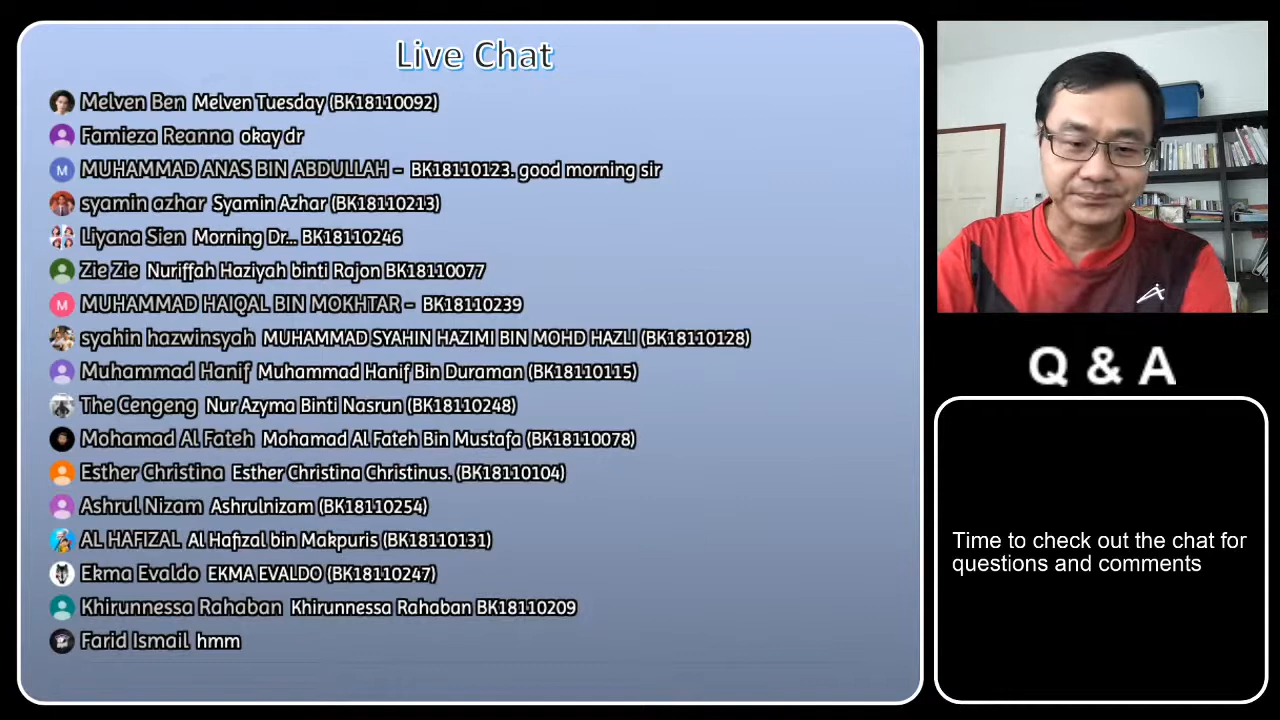 Live Chat
Melven Ben Melven Tuesday (BK18110092)
Famieza Reanna okay dr
M MUHAMMAD ANAS BIN ABDULLAH - BK18110123. good morning sir
syamin azhar Syamin Azhar (BK18110213)
Liyana Sien Morning Dr... BK18110246
Zie Zie Nuriffah Haziyah binti Rajon BK18110077
M MUHAMMAD HAIQAL BIN MOKHTAR - BK18110239
syahin hazwinsyah MUHAMMAD SYAHIN HAZIMI BIN MOHD HAZLI (BK18110128)
Muhammad Hanif Muhammad Hanif Bin Duraman (BK18110115)
The Cengeng Nur Azyma Binti Nasrun (BK18110248)
Mohamad Al Fateh Mohamad Al Fateh Bin Mustafa (BK18110078)
Esther Christina Esther Christina Christinus. (BK18110104)
Ashrul Nizam Ashrulnizam (BK18110254)
AL HAFIZAL Al Hafizal bin Makpuris (BK18110131)
Ekma Evaldo EKMA EVALDO (BK18110247)
Khirunnessa Rahaban Khirunnessa Rahaban BK18110209
Farid Ismail hmm
Q & A
Time to check out the chat for
questions and comments